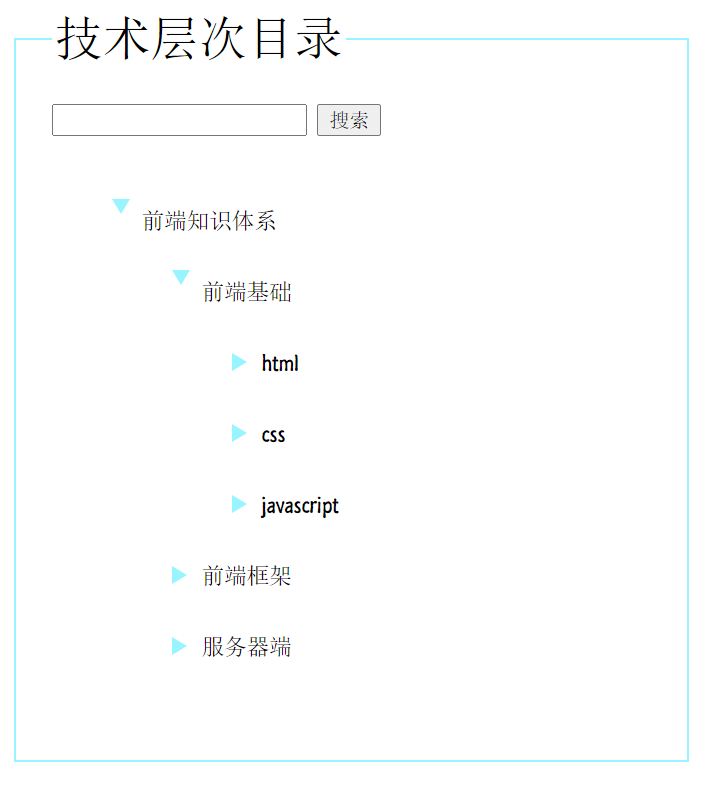 技术层次目录
搜索
前端知识体系
前端基础
html
css
javascript
前端框架
服务器端